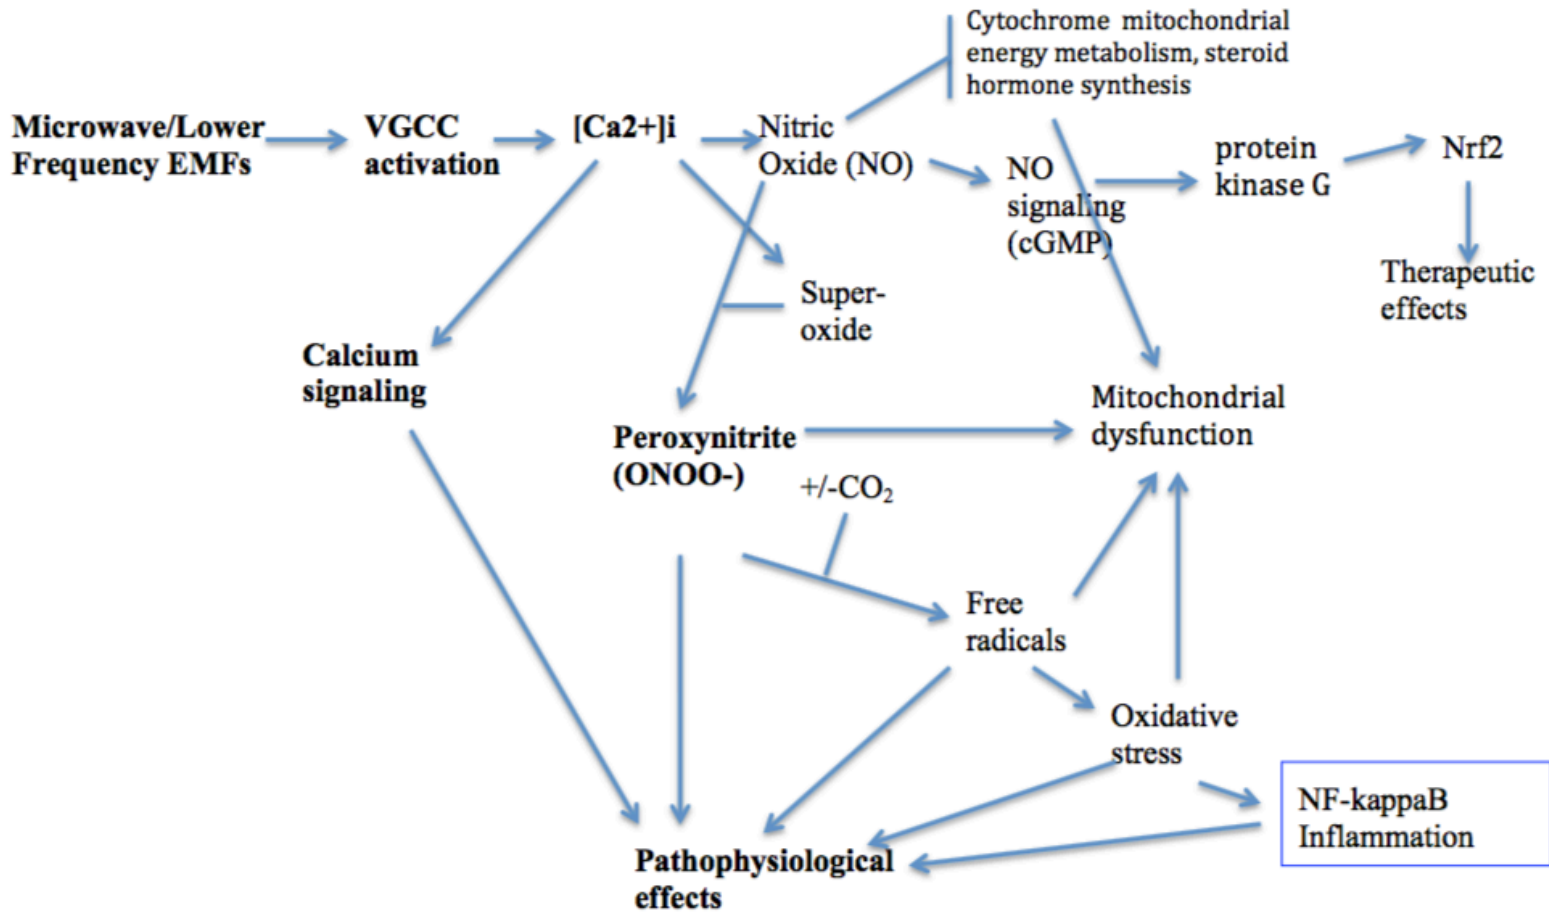 Cytochrome mitochondrial
energy metabolism, steroid
hormone synthesis
Microwave/Lower
Frequency EMFs
VGCC
activation
[Ca2+]i
Nitric
Oxide (NO)
NO
signaling
(cGMP)
protein
kinase G
Nrf2
Therapeutic
effects
Super-
oxide
Calcium
signaling
Mitochondrial
dysfunction
Peroxynitrite
(ONOO-)
+/-CO₂
Free
radicals
Oxidative
stress
NF-kappaB
Inflammation
Pathophysiological
effects